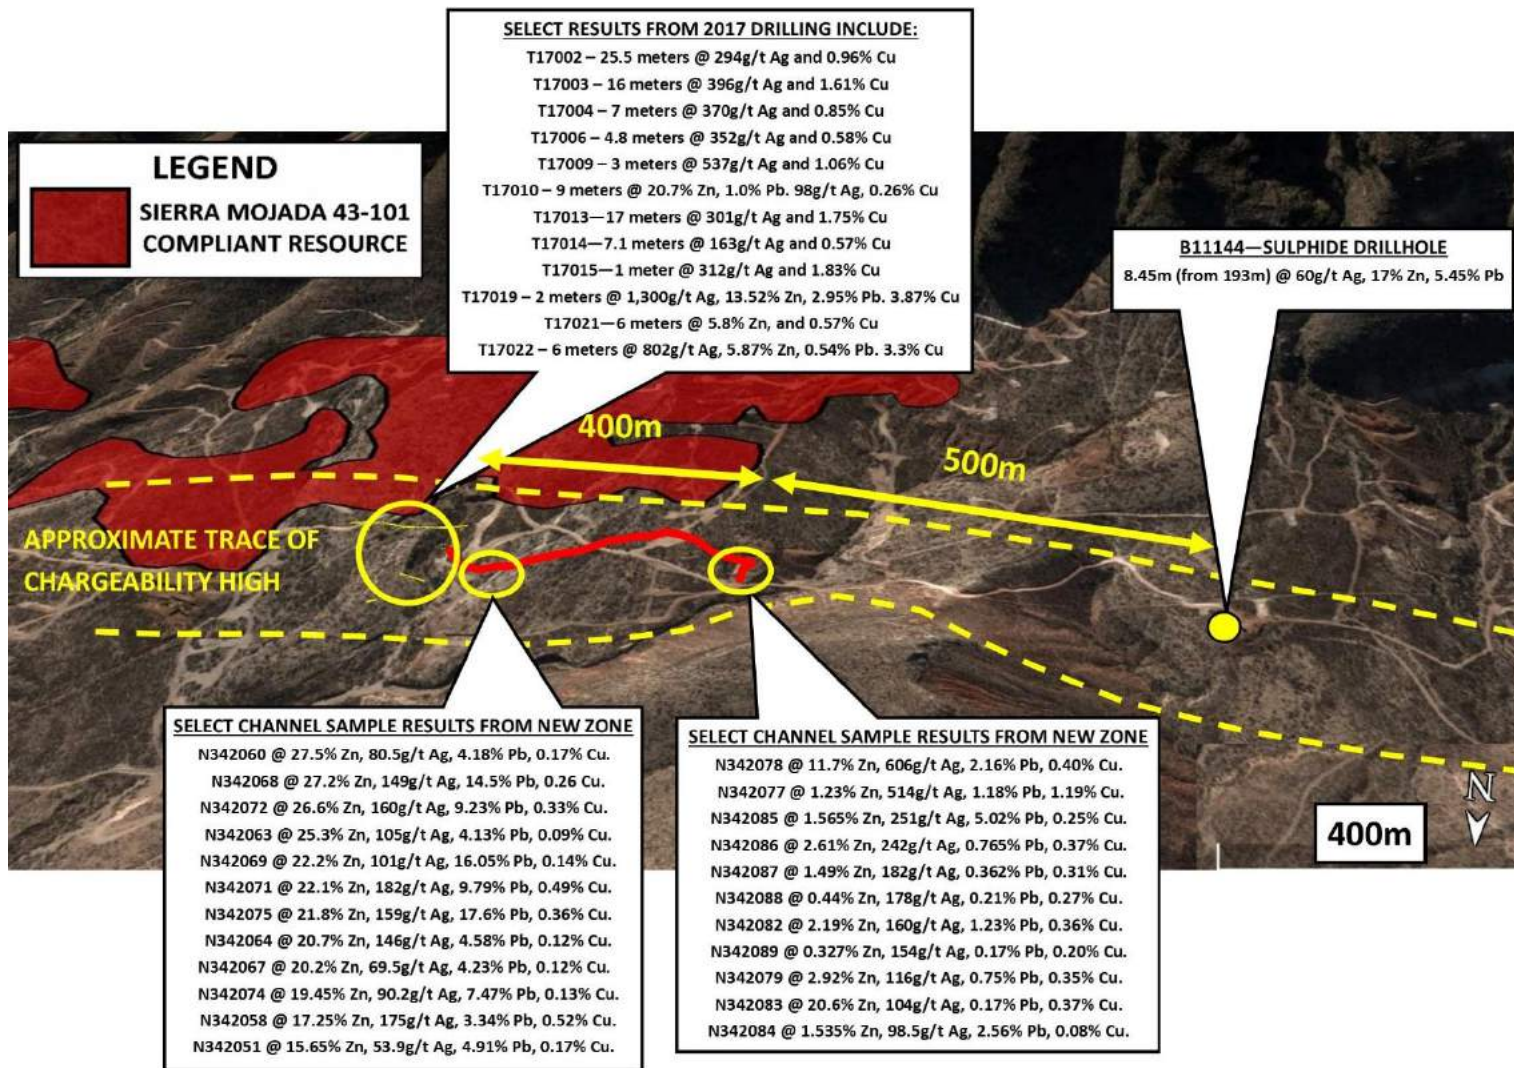 SELECT RESULTS FROM 2017 DRILLING INCLUDE:
T17002 – 25.5 meters @ 294g/t Ag and 0.96% Cu
T17003 – 16 meters @ 396g/t Ag and 1.61% Cu
T17004 – 7 meters @ 370g/t Ag and 0.85% Cu
T17006 – 4.8 meters @ 352g/t Ag and 0.58% Cu
T17009 – 3 meters @ 537g/t Ag and 1.06% Cu
T17010 – 9 meters @ 20.7% Zn, 1.0% Pb. 98g/t Ag, 0.26% Cu
T17013—17 meters @ 301g/t Ag and 1.75% Cu
T17014—7.1 meters @ 163g/t Ag and 0.57% Cu
T17015—1 meter @ 312g/t Ag and 1.83% Cu
T17019 – 2 meters @ 1,300g/t Ag, 13.52% Zn, 2.95% Pb. 3.87% Cu
T17021—6 meters @ 5.8% Zn, and 0.57% Cu
T17022 – 6 meters @ 802g/t Ag, 5.87% Zn, 0.54% Pb. 3.3% Cu
LEGEND
SIERRA MOJADA 43-101
COMPLIANT RESOURCE
B11144—SULPHIDE DRILLHOLE
8.45m (from 193m) @ 60g/t Ag, 17% Zn, 5.45% Pb
400m
500m
APPROXIMATE TRACE OF
CHARGEABILITY HIGH
SELECT CHANNEL SAMPLE RESULTS FROM NEW ZONE
N342060 @ 27.5% Zn, 80.5g/t Ag, 4.18% Pb, 0.17% Cu.
N342068 @ 27.2% Zn, 149g/t Ag, 14.5% Pb, 0.26 Cu.
N342072 @ 26.6% Zn, 160g/t Ag, 9.23% Pb, 0.33% Cu.
N342063 @ 25.3% Zn, 105g/t Ag, 4.13% Pb, 0.09% Cu.
N342069 @ 22.2% Zn, 101g/t Ag, 16.05% Pb, 0.14% Cu.
N342071 @ 22.1% Zn, 182g/t Ag, 9.79% Pb, 0.49% Cu.
N342075 @ 21.8% Zn, 159g/t Ag, 17.6% Pb, 0.36% Cu.
N342064 @ 20.7% Zn, 146g/t Ag, 4.58% Pb, 0.12% Cu.
N342067 @ 20.2% Zn, 69.5g/t Ag, 4.23% Pb, 0.12% Cu.
N342074 @ 19.45% Zn, 90.2g/t Ag, 7.47% Pb, 0.13% Cu.
N342058 @ 17.25% Zn, 175g/t Ag, 3.34% Pb, 0.52% Cu.
N342051 @ 15.65% Zn, 53.9g/t Ag, 4.91% Pb, 0.17% Cu.
SELECT CHANNEL SAMPLE RESULTS FROM NEW ZONE
N342078 @ 11.7% Zn, 606g/t Ag, 2.16% Pb, 0.40% Cu.
N342077 @ 1.23% Zn, 514g/t Ag, 1.18% Pb, 1.19% Cu.
N342085 @ 1.565% Zn, 251g/t Ag, 5.02% Pb, 0.25% Cu.
N342086 @ 2.61% Zn, 242g/t Ag, 0.765% Pb, 0.37% Cu.
N342087 @ 1.49% Zn, 182g/t Ag, 0.362% Pb, 0.31% Cu.
N342088 @ 0.44% Zn, 178g/t Ag, 0.21% Pb, 0.27% Cu.
N342082 @ 2.19% Zn, 160g/t Ag, 1.23% Pb, 0.36% Cu.
N342089 @ 0.327% Zn, 154g/t Ag, 0.17% Pb, 0.20% Cu.
N342079 @ 2.92% Zn, 116g/t Ag, 0.75% Pb, 0.35% Cu.
N342083 @ 20.6% Zn, 104g/t Ag, 0.17% Pb, 0.37% Cu.
N342084 @ 1.535% Zn, 98.5g/t Ag, 2.56% Pb, 0.08% Cu.
N
400m